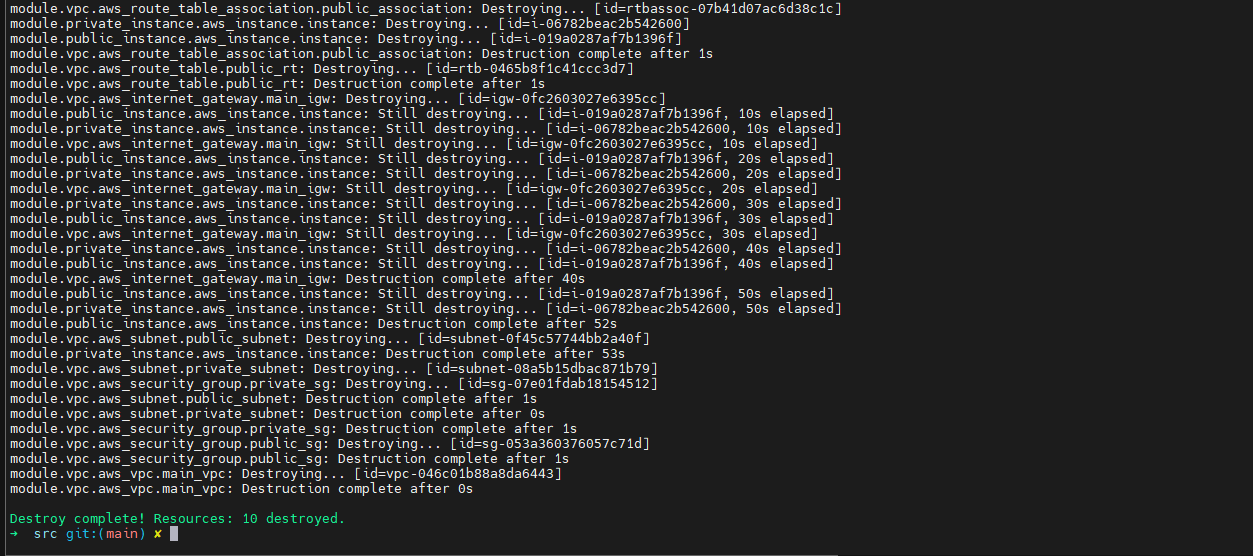 module.vpc.aws_route_table_association.public_association: Destroying... [id=rtbassoc-07b41d07ac6d38c1c]
module.private_instance.aws_instance.instance: Destroying... [id=i-06782beac2b542600]
module.public_instance.aws_instance.instance: Destroying... [id=i-019a0287af7b1396f]
module.vpc.aws_route_table_association.public_association: Destruction complete after 1s
module.vpc.aws_route_table.public_rt: Destroying... [id=rtb-0465b8f1c41ccc3d7]
module.vpc.aws_route_table.public_rt: Destruction complete after 1s
module.vpc.aws_internet_gateway.main_igw: Destroying... [id=igw-0fc2603027e6395cc]
module.public_instance.aws_instance.instance: Still destroying... [id=i-019a0287af7b1396f, 10s elapsed]
module.private_instance.aws_instance.instance: Still destroying... [id=i-06782beac2b542600, 10s elapsed]
module.vpc.aws_internet_gateway.main_igw: Still destroying... [id=igw-0fc2603027e6395cc, 10s elapsed]
module.public_instance.aws_instance.instance: Still destroying... [id=i-019a0287af7b1396f, 20s elapsed]
module.private_instance.aws_instance.instance: Still destroying... [id=i-06782beac2b542600, 20s elapsed]
module.vpc.aws_internet_gateway.main_igw: Still destroying... [id=igw-0fc2603027e6395cc, 20s elapsed]
module.private_instance.aws_instance.instance: Still destroying... [id=i-06782beac2b542600, 30s elapsed]
module.public_instance.aws_instance.instance: Still destroying... [id=i-019a0287af7b1396f, 30s elapsed]
module.vpc.aws_internet_gateway.main_igw: Still destroying... [id=igw-0fc2603027e6395cc, 30s elapsed]
module.private_instance.aws_instance.instance: Still destroying... [id=i-06782beac2b542600, 40s elapsed]
module.public_instance.aws_instance.instance: Still destroying... [id=i-019a0287af7b1396f, 40s elapsed]
module.vpc.aws_internet_gateway.main_igw: Destruction complete after 40s
module.public_instance.aws_instance.instance: Still destroying... [id=i-019a0287af7b1396f, 50s elapsed]
module.private_instance.aws_instance.instance: Still destroying... [id=i-06782beac2b542600, 50s elapsed]
module.public_instance.aws_instance.instance: Destruction complete after 52s
module.vpc.aws_subnet.public_subnet: Destroying... [id=subnet-0f45c57744bb2a40f]
module.private_instance.aws_instance.instance: Destruction complete after 53s
module.vpc.aws_subnet.private_subnet: Destroying... [id=subnet-08a5b15dbac871b79]
module.vpc.aws_security_group.private_sg: Destroying... [id=sg-07e01fdab18154512]
module.vpc.aws_subnet.public_subnet: Destruction complete after 1s
module.vpc.aws_subnet.private_subnet: Destruction complete after 0s
module.vpc.aws_security_group.private_sg: Destruction complete after 1s
module.vpc.aws_security_group.public_sg: Destroying... [id=sg-053a360376057c71d]
module.vpc.aws_security_group.public_sg: Destruction complete after 1s
module.vpc.aws_vpc.main_vpc: Destroying... [id=vpc-046c01b88a8da6443]
module.vpc.aws_vpc.main_vpc: Destruction complete after 0s
Destroy complete! Resources: 10 destroyed.
➜ src git:(main) ✘